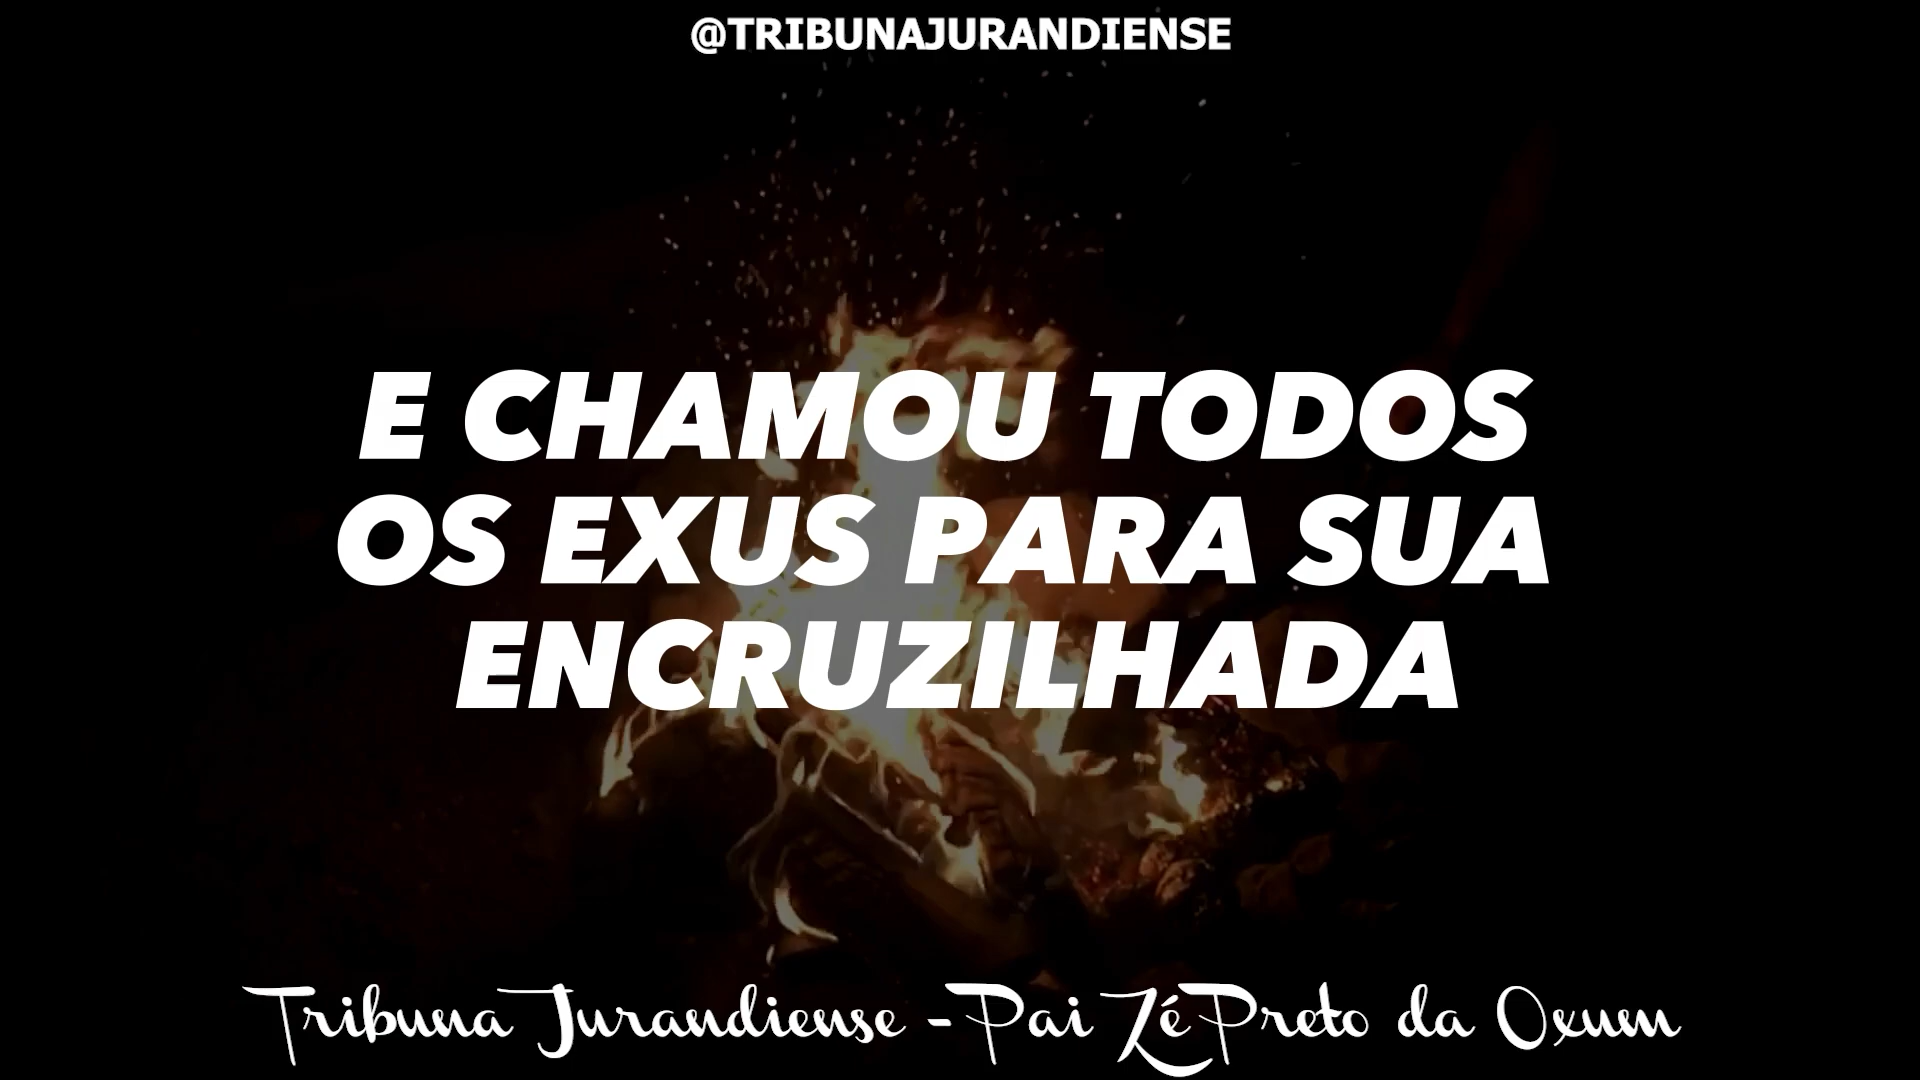 @TRIBUNAJURANDIENSE
E CHAMOU TODOS
OS EXUS PARA SUA
ENCRUZILHADA
Tribuna Jurandiense - Pai Zé Preto da Oxum